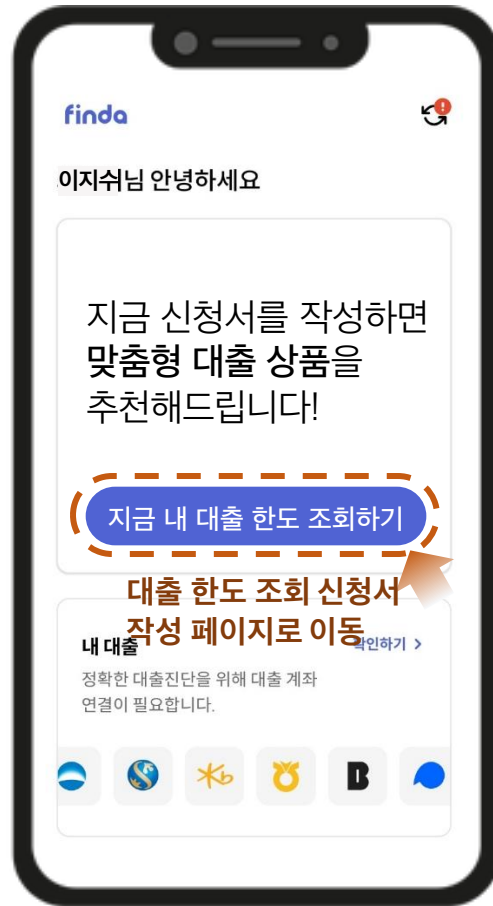 finda
이지쉬님 안녕하세요
지금 신청서를 작성하면
맞춤형 대출 상품을
추천해드립니다!
지금 내 대출 한도 조회하기
대출 한도 조회 신청서
작성 페이지로 이동
내 대출
확인하기 >
정확한 대출진단을 위해 대출 계좌
연결이 필요합니다.